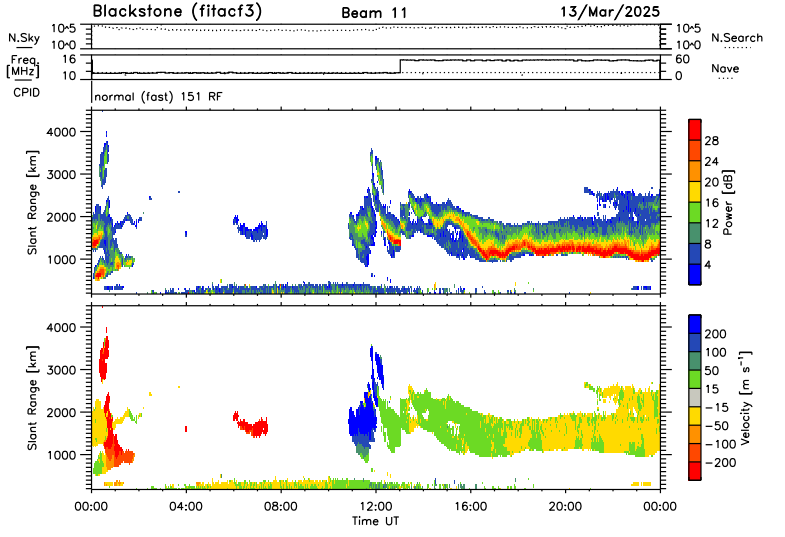 Blackstone (fitacf3) Beam 11 13/Mar/2025
N.Sky 10^5 10^0 10^5 10^0 N.Search
Freq. [MHz] 16 10 60 0 Nave
CPID normal (fast) 151 RF
Slant Range [km]
4000
3000
2000
1000
28
24
20
16
12
8
4
Power [dB]
Slant Range [km]
4000
3000
2000
1000
200
100
50
15
-15
-50
-100
-200
Velocity [m s^-1]
00:00 04:00 08:00 12:00 16:00 20:00 00:00
Time UT